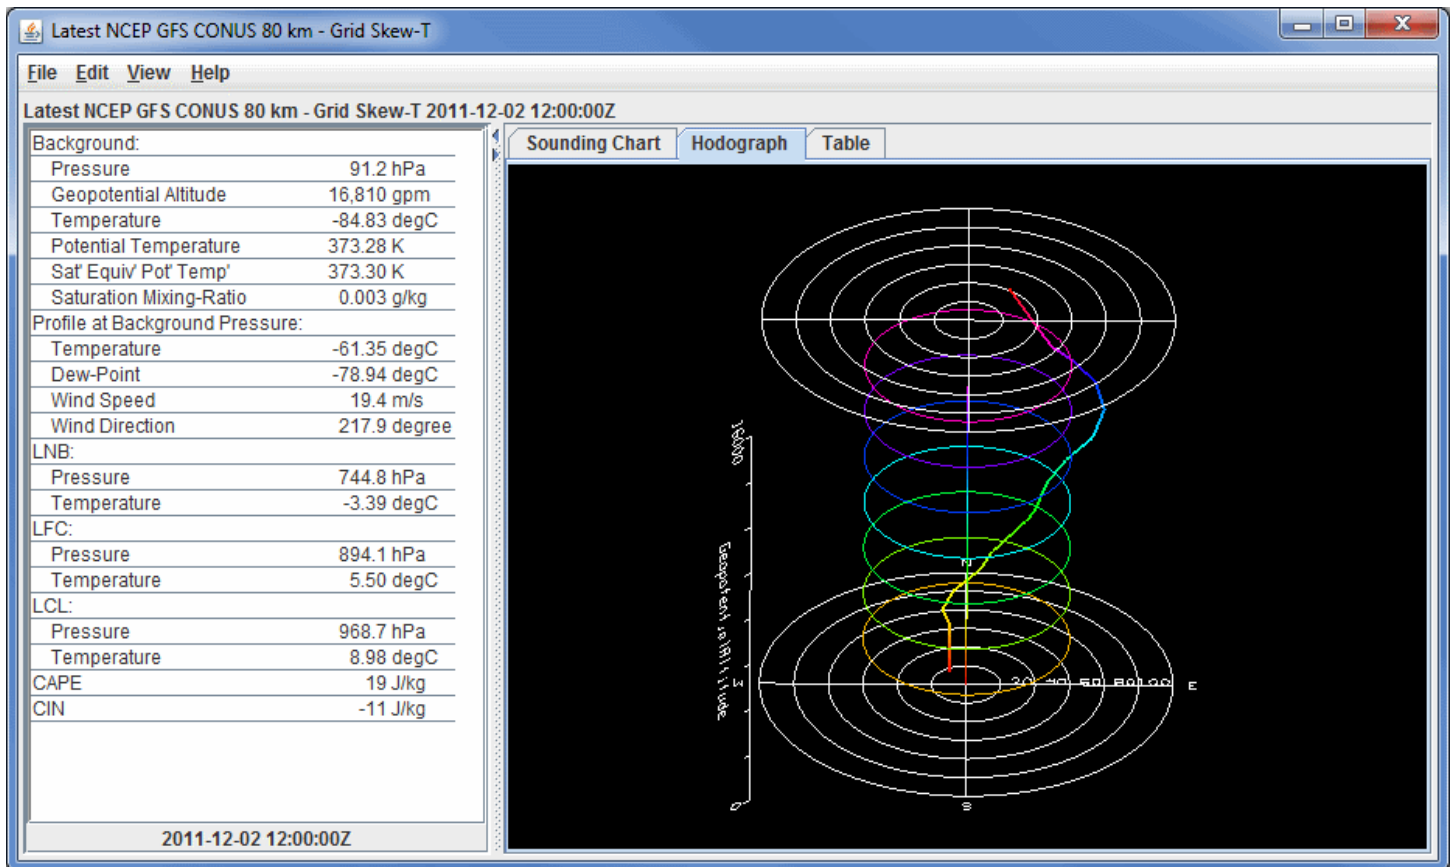 Latest NCEP GFS CONUS 80 km - Grid Skew-T
File Edit View Help
Latest NCEP GFS CONUS 80 km - Grid Skew-T 2011-12-02 12:00:00Z
Background:
Pressure 91.2 hPa
Geopotential Altitude 16,810 gpm
Temperature -84.83 degC
Potential Temperature 373.28 K
Sat' Equiv' Pot' Temp' 373.30 K
Saturation Mixing-Ratio 0.003 g/kg
Profile at Background Pressure:
Temperature -61.35 degC
Dew-Point -78.94 degC
Wind Speed 19.4 m/s
Wind Direction 217.9 degree
LNB:
Pressure 744.8 hPa
Temperature -3.39 degC
LFC:
Pressure 894.1 hPa
Temperature 5.50 degC
LCL:
Pressure 968.7 hPa
Temperature 8.98 degC
CAPE 19 J/kg
CIN -11 J/kg
2011-12-02 12:00:00Z
Sounding Chart Hodograph Table
16000
Geopotential Altitude
0
N
W 20 40 60 80 100 E
S